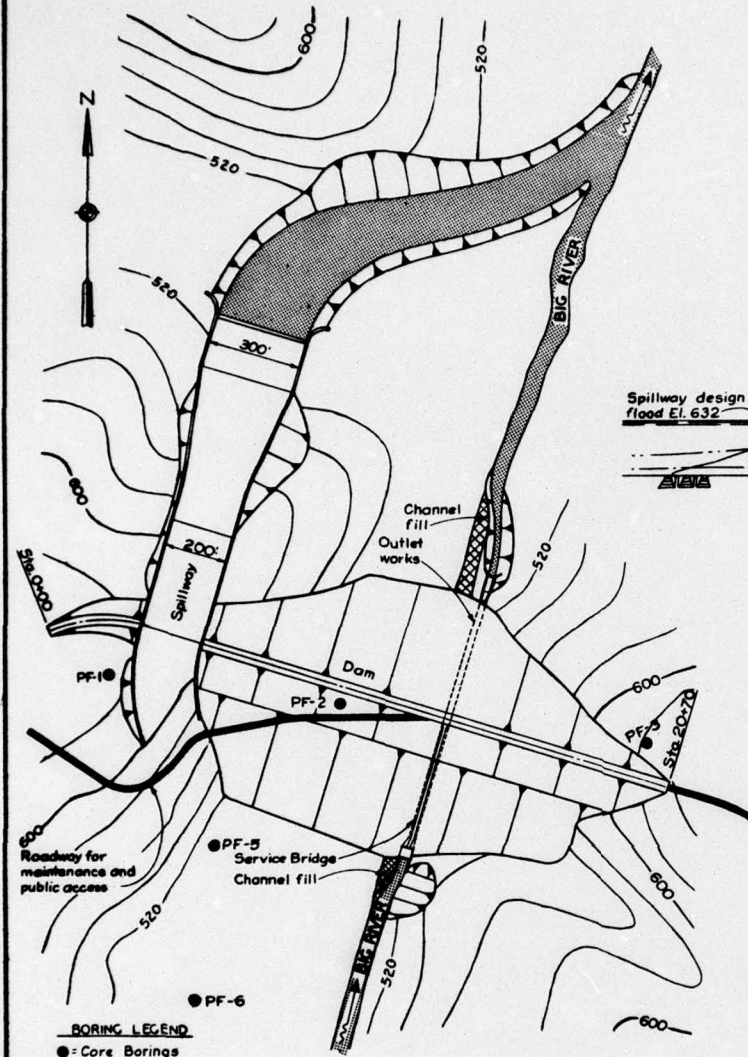 600
520
Z
520
BIG RIVER
520
300'
Spillway design
flood El. 632
Channel
fill
Outlet
works
600
520
200'
Spillway
Sta. 0+00
Dam
PF-1
PF-2
600
PF-3
Sta. 20+70
600
PF-5
Roadway for
maintenance and
public access
Service Bridge
Channel fill
600
520
BIG RIVER
520
PF-6
600
BORING LEGEND
= Core Borings